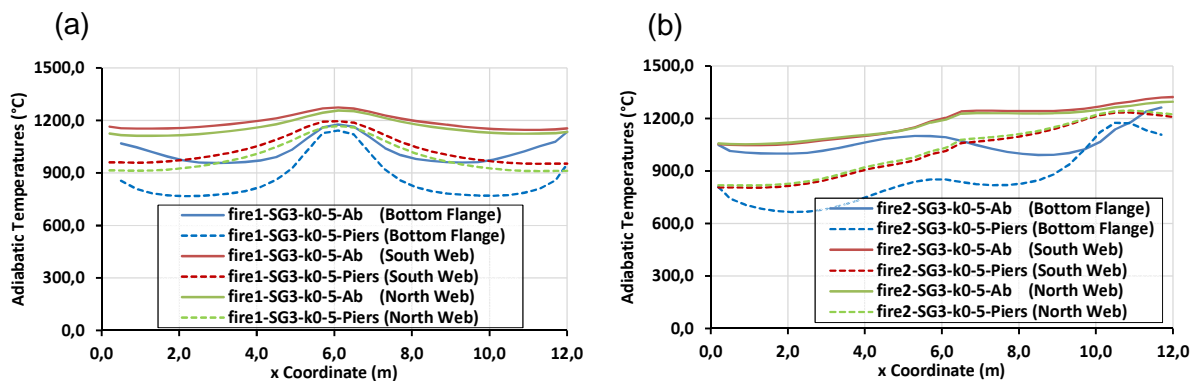 (a)
1500,0
1200,0
900,0
600,0
300,0
0,0
Adiabatic Temperatures (°C)
fire1-SG3-k0-5-Ab (Bottom Flange)
fire1-SG3-k0-5-Piers (Bottom Flange)
fire1-SG3-k0-5-Ab (South Web)
fire1-SG3-k0-5-Piers (South Web)
fire1-SG3-k0-5-Ab (North Web)
fire1-SG3-k0-5-Piers (North Web)
0,0 2,0 4,0 6,0 8,0 10,0 12,0
x Coordinate (m)
(b)
1500,0
1200,0
900,0
600,0
300,0
0,0
Adiabatic Temperatures (°C)
fire2-SG3-k0-5-Ab (Bottom Flange)
fire2-SG3-k0-5-Piers (Bottom Flange)
fire2-SG3-k0-5-Ab (South Web)
fire2-SG3-k0-5-Piers (South Web)
fire2-SG3-k0-5-Ab (North Web)
fire2-SG3-k0-5-Piers (North Web)
0,0 2,0 4,0 6,0 8,0 10,0 12,0
x Coordinate (m)